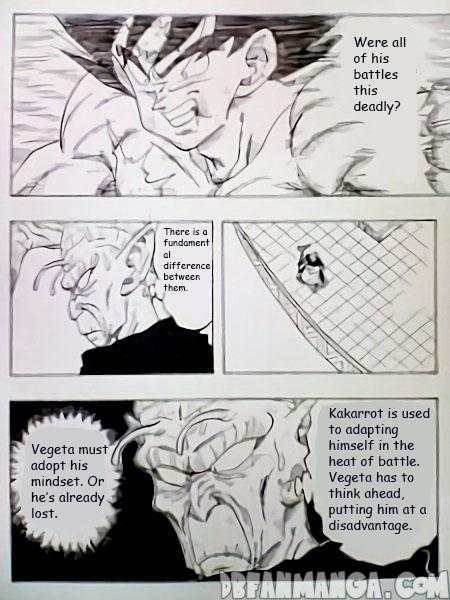 Were all
of his
battles
this
deadly?
There is a
fundament
al
difference
between
them.
Kakarrot is used
to adapting
himself in the
heat of battle.
Vegeta has to
think ahead,
putting him at a
disadvantage.
Vegeta must
adopt his
mindset. Or
he's already
lost.
DBFANMANGA.COM